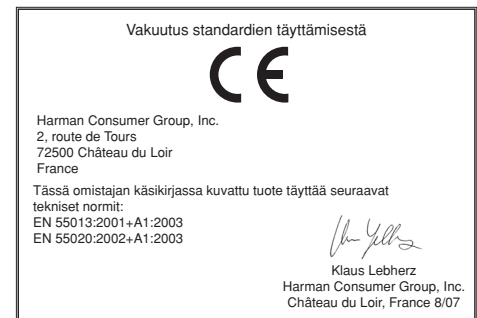 Vakuutus standardien täyttämisestä
CE
Harman Consumer Group, Inc.
2, route de Tours
72500 Château du Loir
France
Tässä omistajan käsikirjassa kuvattu tuote täyttää seuraavat
tekniset normit:
EN 55013:2001+A1:2003
EN 55020:2002+A1:2003
Klaus Lebherz
Harman Consumer Group, Inc.
Château du Loir, France 8/07